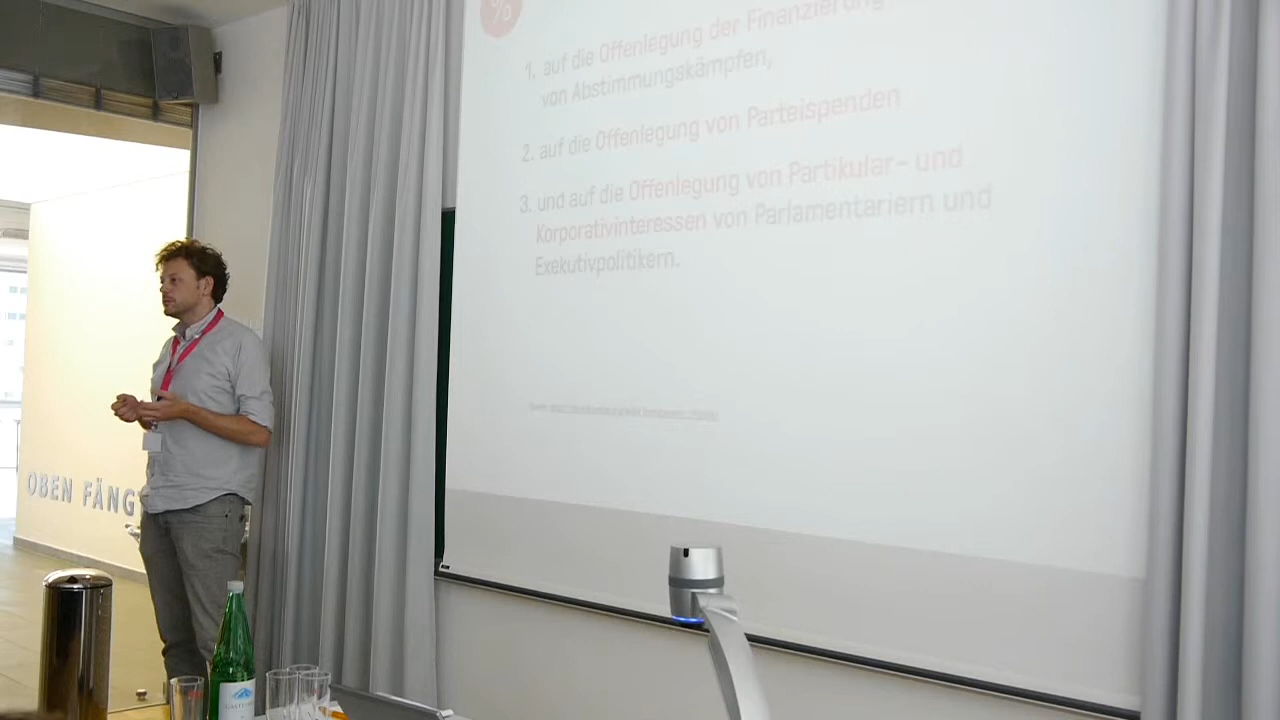 %
1. auf die Offenlegung der Finanzierung
von Abstimmungskämpfen,
2. auf die Offenlegung von Parteispenden
3. und auf die Offenlegung von Partikular- und
Korporativinteressen von Parlamentariern und
Exekutivpolitikern.
OBEN FÄNGT